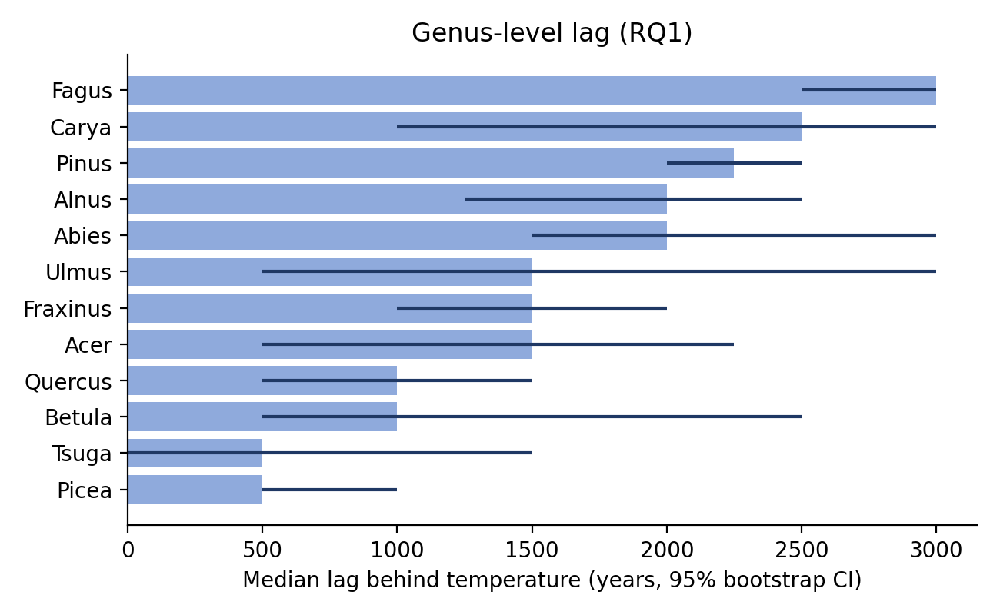 Genus-level lag (RQ1)
Fagus
Carya
Pinus
Alnus
Abies
Ulmus
Fraxinus
Acer
Quercus
Betula
Tsuga
Picea
0 500 1000 1500 2000 2500 3000
Median lag behind temperature (years, 95% bootstrap CI)